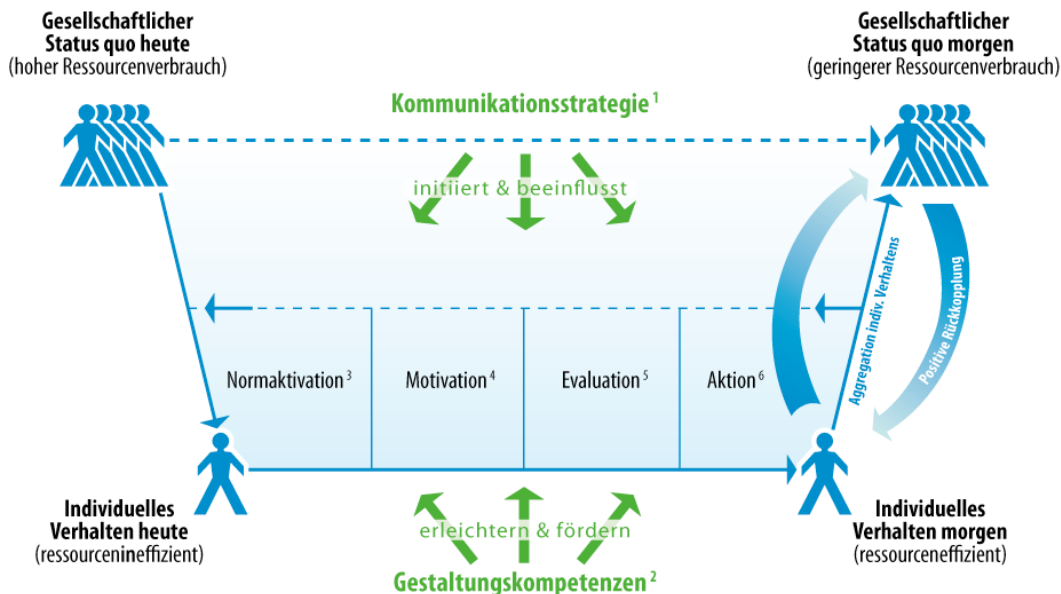 Gesellschaftlicher
Status quo heute
(hoher Ressourcenverbrauch)
Gesellschaftlicher
Status quo morgen
(geringerer Ressourcenverbrauch)
Kommunikationsstrategie 1
initiiert & beeinflusst
Aggregation indiv. Verhaltens
Positive Rückkopplung
Normaktivation 3
Motivation 4
Evaluation 5
Aktion 6
Individuelles
Verhalten heute
(ressourcenineffizient)
erleichtern & fördern
Gestaltungskompetenzen 2
Individuelles
Verhalten morgen
(ressourceneffizient)